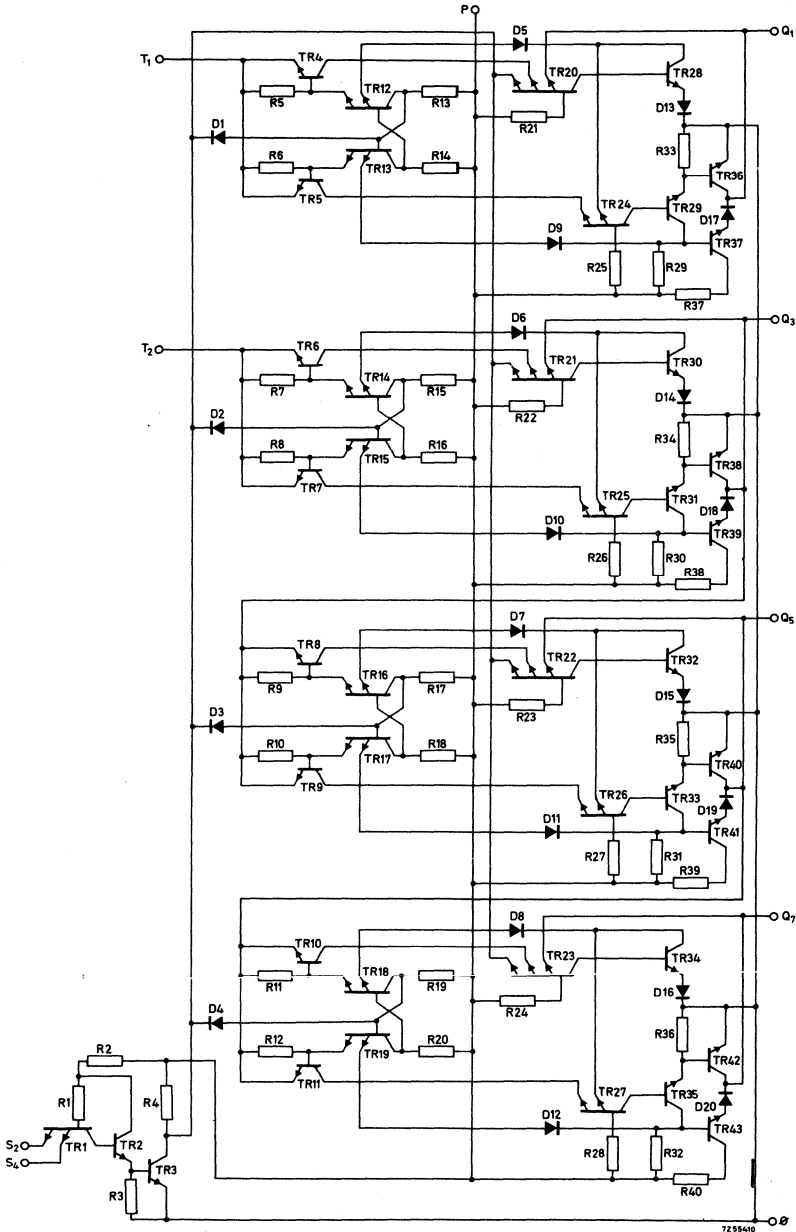 P
D5
Q1
T1
TR4
TR12
TR20
TR28
R5
R13
D13
R21
D1
R33
R6
R14
TR36
TR13
TR5
TR24
TR29
D17
D9
TR37
R25
R29
R37
D6
Q3
T2
TR6
TR14
TR21
TR30
R7
R15
D14
R22
D2
R34
R8
R16
TR38
TR15
TR7
TR25
TR31
D18
D10
TR39
R26
R30
R38
D7
Q5
TR8
TR16
TR22
TR32
R9
R17
D15
R23
D3
R35
R10
R18
TR40
TR17
TR9
TR26
TR33
D19
D11
TR41
R27
R31
R39
D8
Q7
TR10
TR18
TR23
TR34
R11
R19
D16
R24
D4
R36
R2
R12
R20
TR42
TR19
TR11
R1
R4
TR27
TR35
D20
D12
TR43
S2
TR1
TR2
S4
TR3
R28
R32
R3
R40
Ø
7Z55410